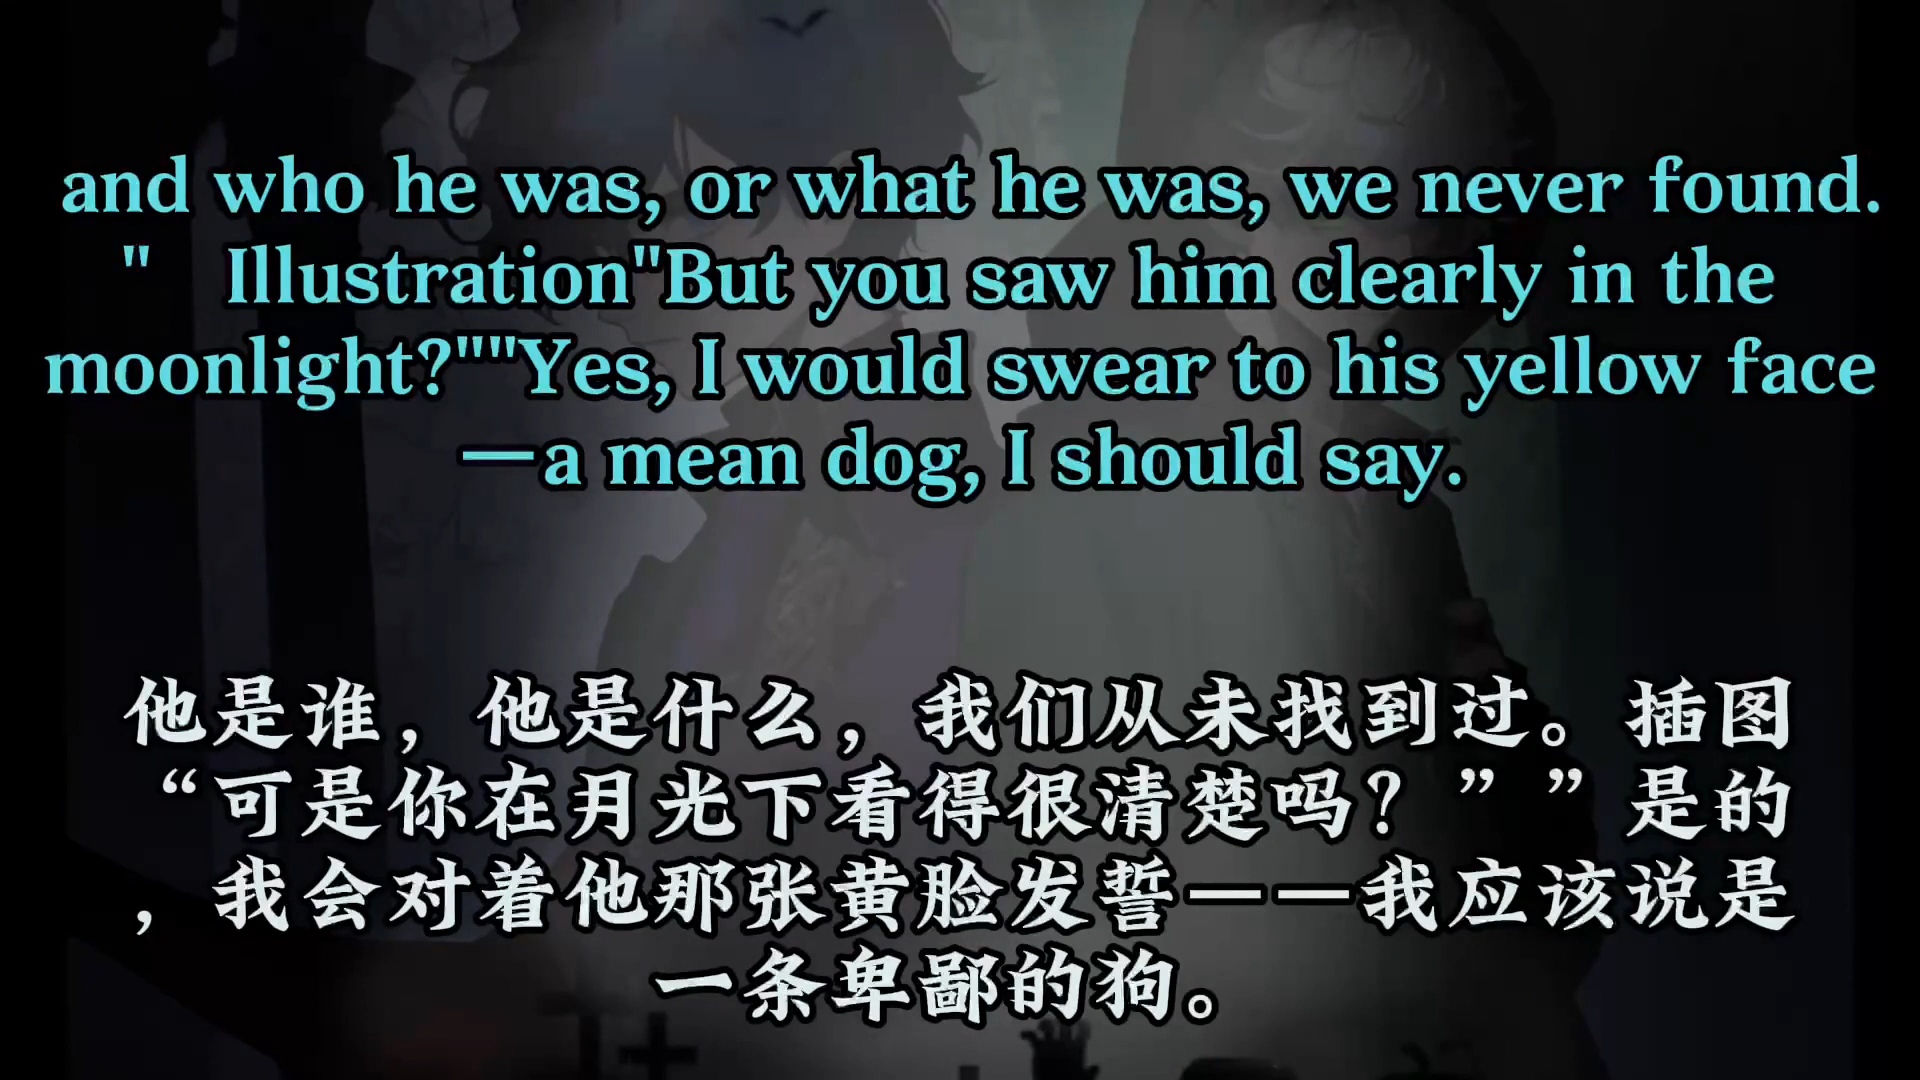 and who he was, or what he was, we never found.
" Illustration"But you saw him clearly in the
moonlight?""Yes, I would swear to his yellow face
—a mean dog, I should say.
他是谁，他是什么，我们从未找到过。插图
“可是你在月光下看得很清楚吗？””是的
，我会对着他那张黄脸发誓——我应该说是
一条卑鄙的狗。